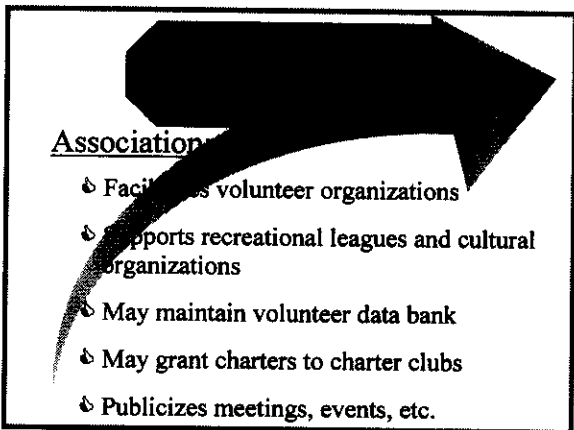 Association
volunteer organizations
recreational leagues and cultural
organizations
May maintain volunteer data bank
May grant charters to charter clubs
Publicizes meetings, events, etc.